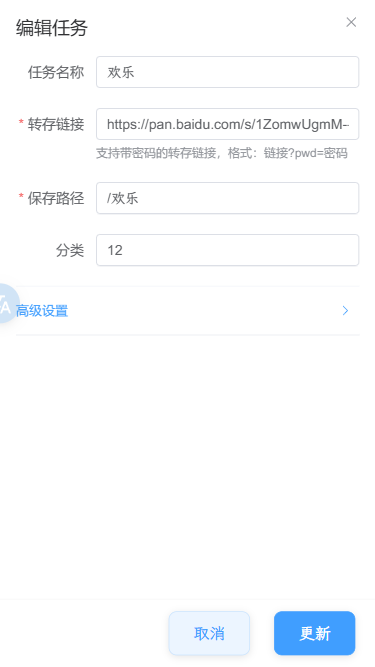 编辑任务
任务名称 欢乐
* 转存链接 https://pan.baidu.com/s/1ZomwUgmM-
支持带密码的转存链接，格式：链接?pwd=密码
* 保存路径 /欢乐
分类 12
高级设置
取消 更新